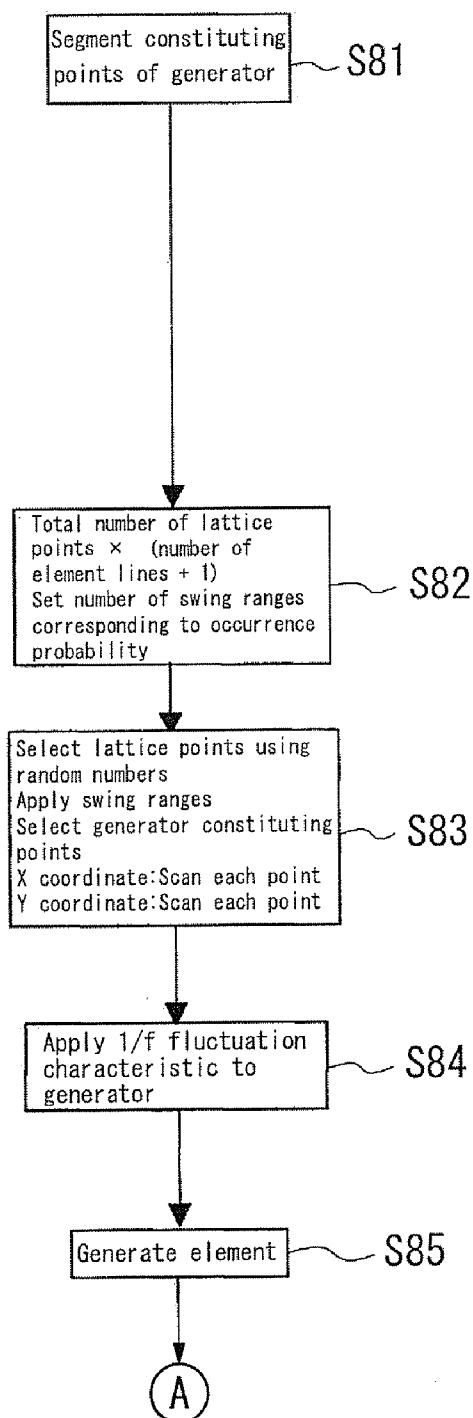 Segment constituting
points of generator
S81
Total number of lattice
points × (number of
element lines + 1)
Set number of swing ranges
corresponding to occurrence
probability
S82
Select lattice points using
random numbers
Apply swing ranges
Select generator constituting
points
X coordinate:Scan each point
Y coordinate:Scan each point
S83
Apply 1/f fluctuation
characteristic to
generator
S84
Generate element
S85
A